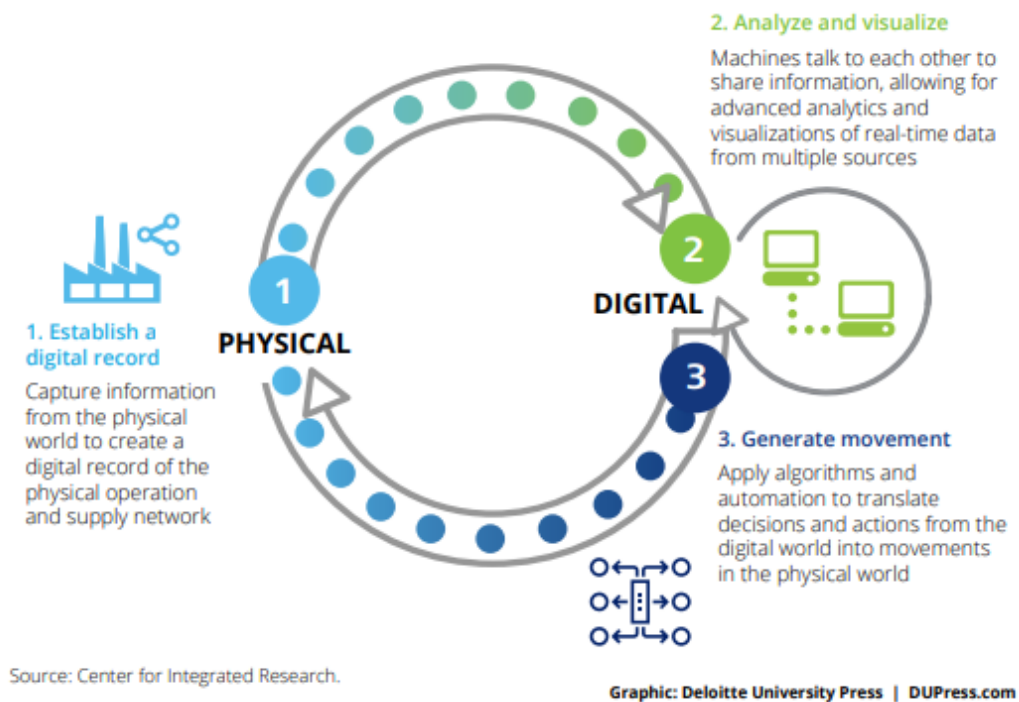 2. Analyze and visualize
Machines talk to each other to
share information, allowing for
advanced analytics and
visualizations of real-time data
from multiple sources
2
DIGITAL
1
PHYSICAL
1. Establish a
digital record
Capture information
from the physical
world to create a
digital record of the
physical operation
and supply network
3
3. Generate movement
Apply algorithms and
automation to translate
decisions and actions from the
digital world into movements
in the physical world
Source: Center for Integrated Research.
Graphic: Deloitte University Press | DUPress.com